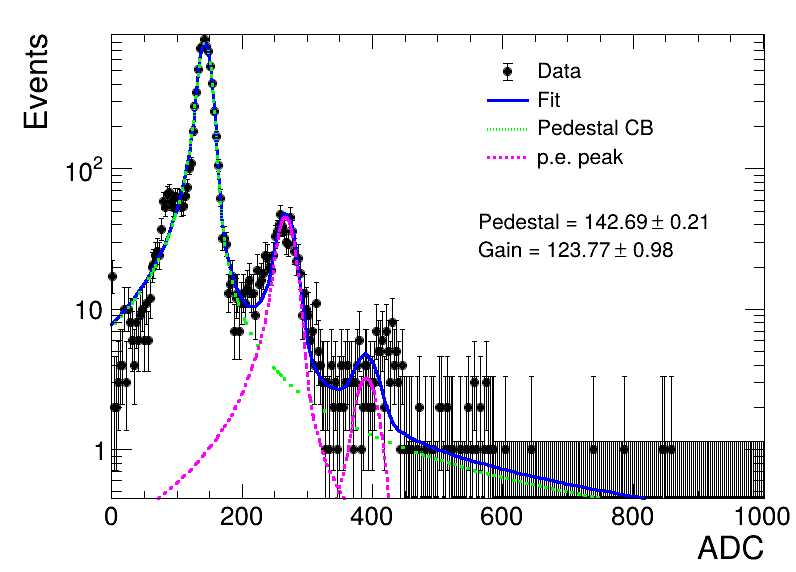 Events
Data
Fit
Pedestal CB
p.e. peak
Pedestal = 142.69 ± 0.21
Gain = 123.77 ± 0.98
10²
10
1
0 200 400 600 800 1000
ADC